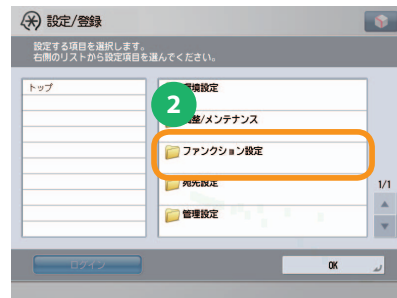 設定/登録
設定する項目を選択します。
右側のリストから設定項目を選んでください。
トップ
環境設定
2
調整/メンテナンス
ファンクション設定
宛先設定
1/1
管理設定
ログイン
OK